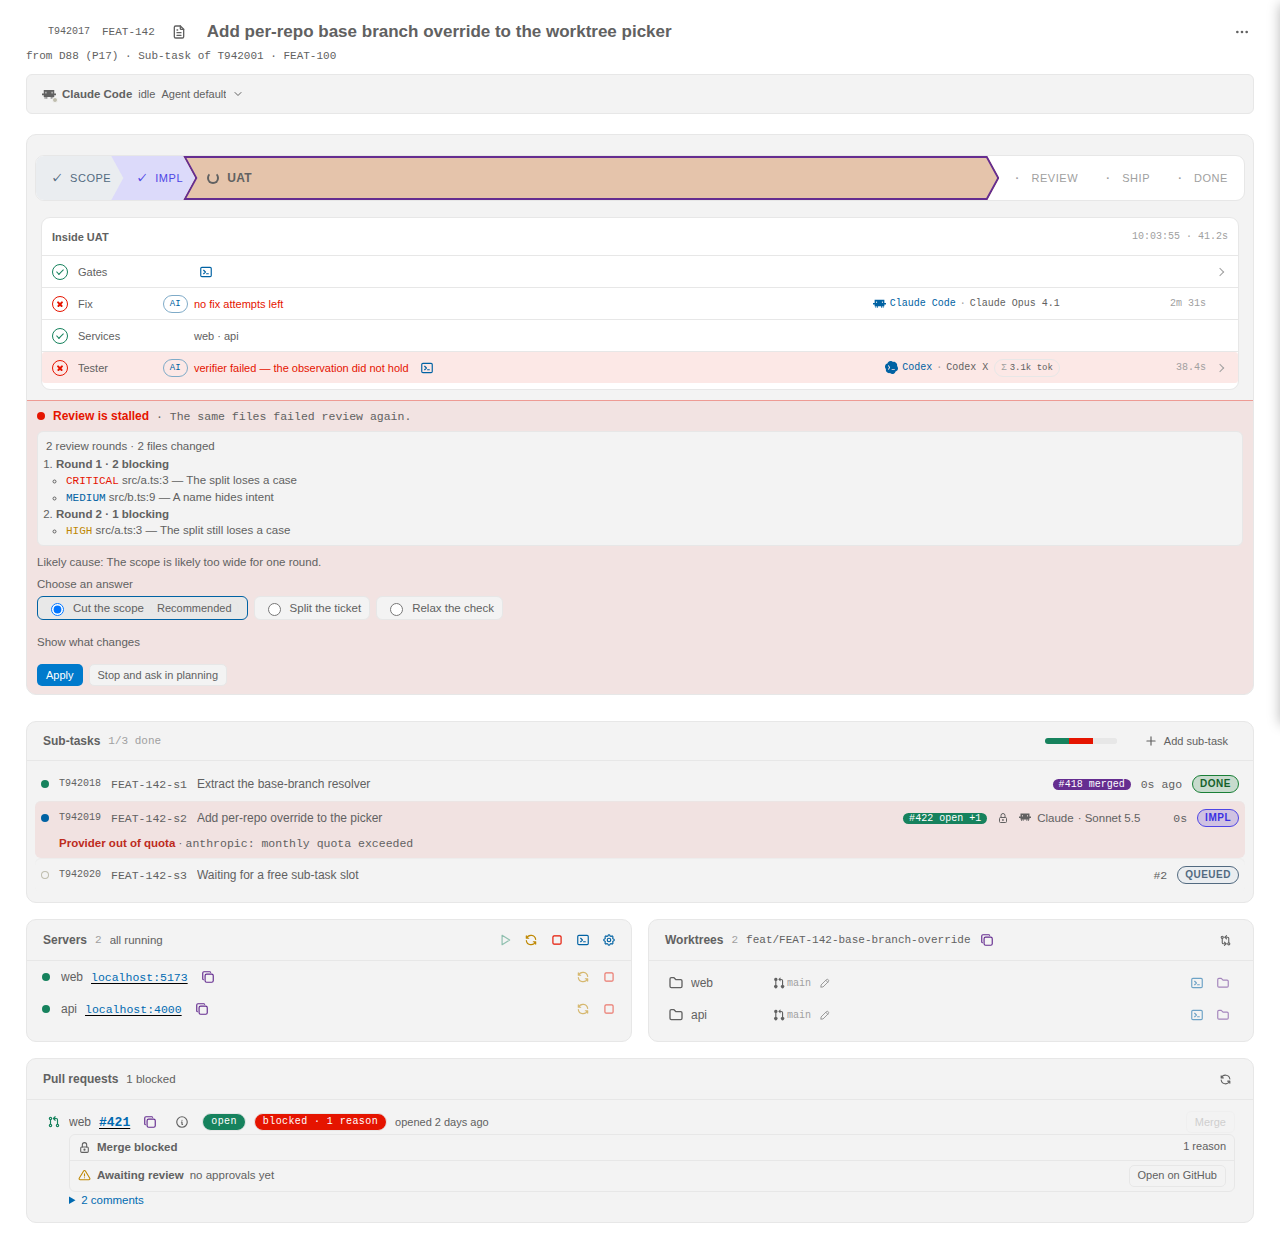 T942017 FEAT-142 Add per-repo base branch override to the worktree picker
from D88 (P17) · Sub-task of T942001 · FEAT-100
Claude Code idle Agent default
SCOPE IMPL UAT · REVIEW · SHIP · DONE
Inside UAT 10:03:55 · 41.2s
Gates
Fix AI no fix attempts left Claude Code · Claude Opus 4.1 2m 31s
Services web · api
Tester AI verifier failed — the observation did not hold Codex · Codex X Σ 3.1k tok 38.4s
Review is stalled · The same files failed review again.
2 review rounds · 2 files changed
1. Round 1 · 2 blocking
CRITICAL src/a.ts:3 — The split loses a case
MEDIUM src/b.ts:9 — A name hides intent
2. Round 2 · 1 blocking
HIGH src/a.ts:3 — The split still loses a case
Likely cause: The scope is likely too wide for one round.
Choose an answer
Cut the scope Recommended Split the ticket Relax the check
Show what changes
Apply Stop and ask in planning
Sub-tasks 1/3 done Add sub-task
T942018 FEAT-142-s1 Extract the base-branch resolver #418 merged 0s ago DONE
T942019 FEAT-142-s2 Add per-repo override to the picker #422 open +1 Claude · Sonnet 5.5 0s IMPL
Provider out of quota · anthropic: monthly quota exceeded
T942020 FEAT-142-s3 Waiting for a free sub-task slot #2 QUEUED
Servers 2 all running
web localhost:5173
api localhost:4000
Worktrees 2 feat/FEAT-142-base-branch-override
web main
api main
Pull requests 1 blocked
web #421 open blocked · 1 reason opened 2 days ago Merge
Merge blocked 1 reason
Awaiting review no approvals yet Open on GitHub
2 comments